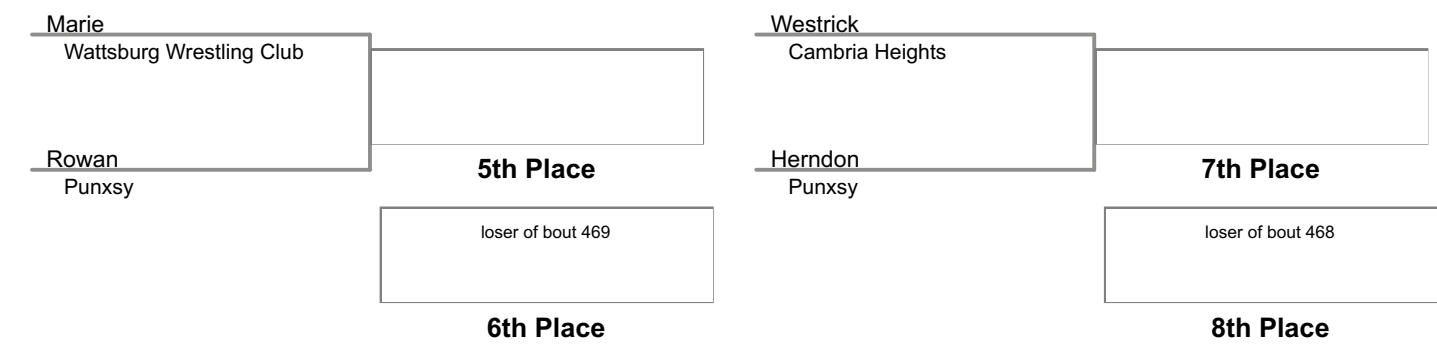 Marie
Wattsburg Wrestling Club
Rowan
Punxsy
5th Place
loser of bout 469
6th Place
Westrick
Cambria Heights
Herndon
Punxsy
7th Place
loser of bout 468
8th Place